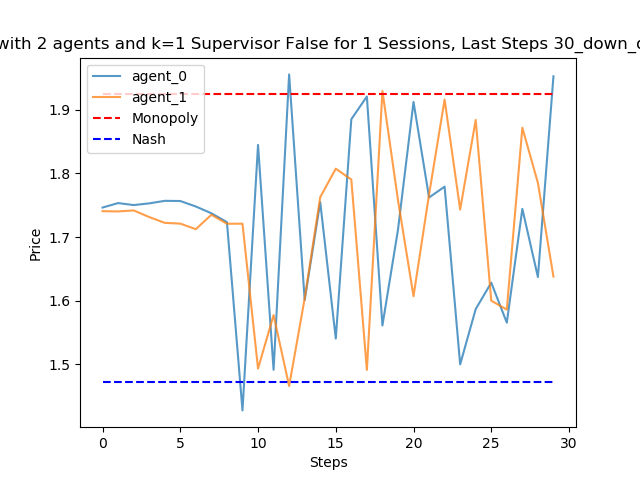 with 2 agents and k=1 Supervisor False for 1 Sessions, Last Steps 30_down_
agent_0
agent_1
Monopoly
Nash
1.9
1.8
1.7
1.6
1.5
Price
0 5 10 15 20 25 30
Steps